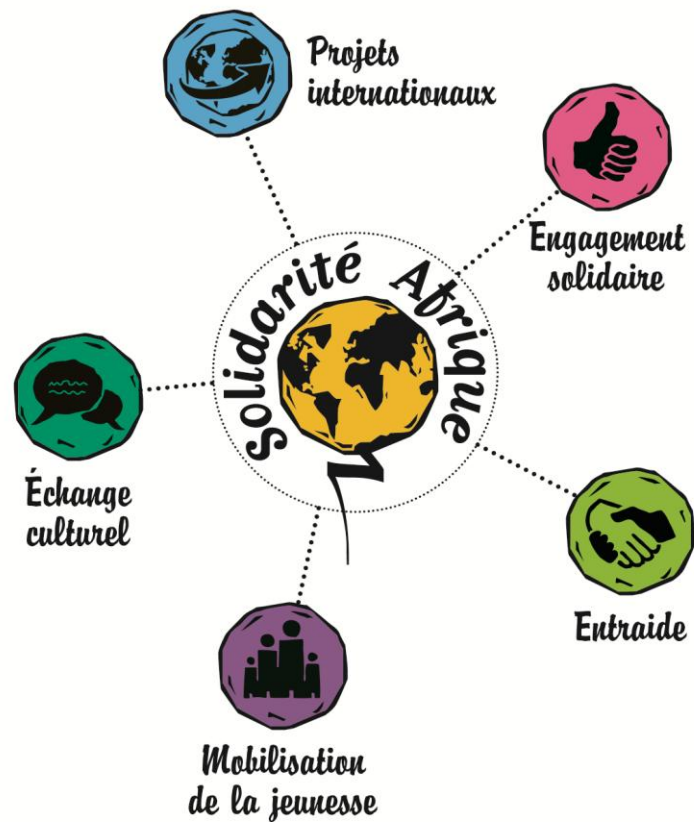 Projets
internationaux
Engagement
solidaire
Solidarité Afrique
Échange
culturel
Entraide
Mobilisation
de la jeunesse